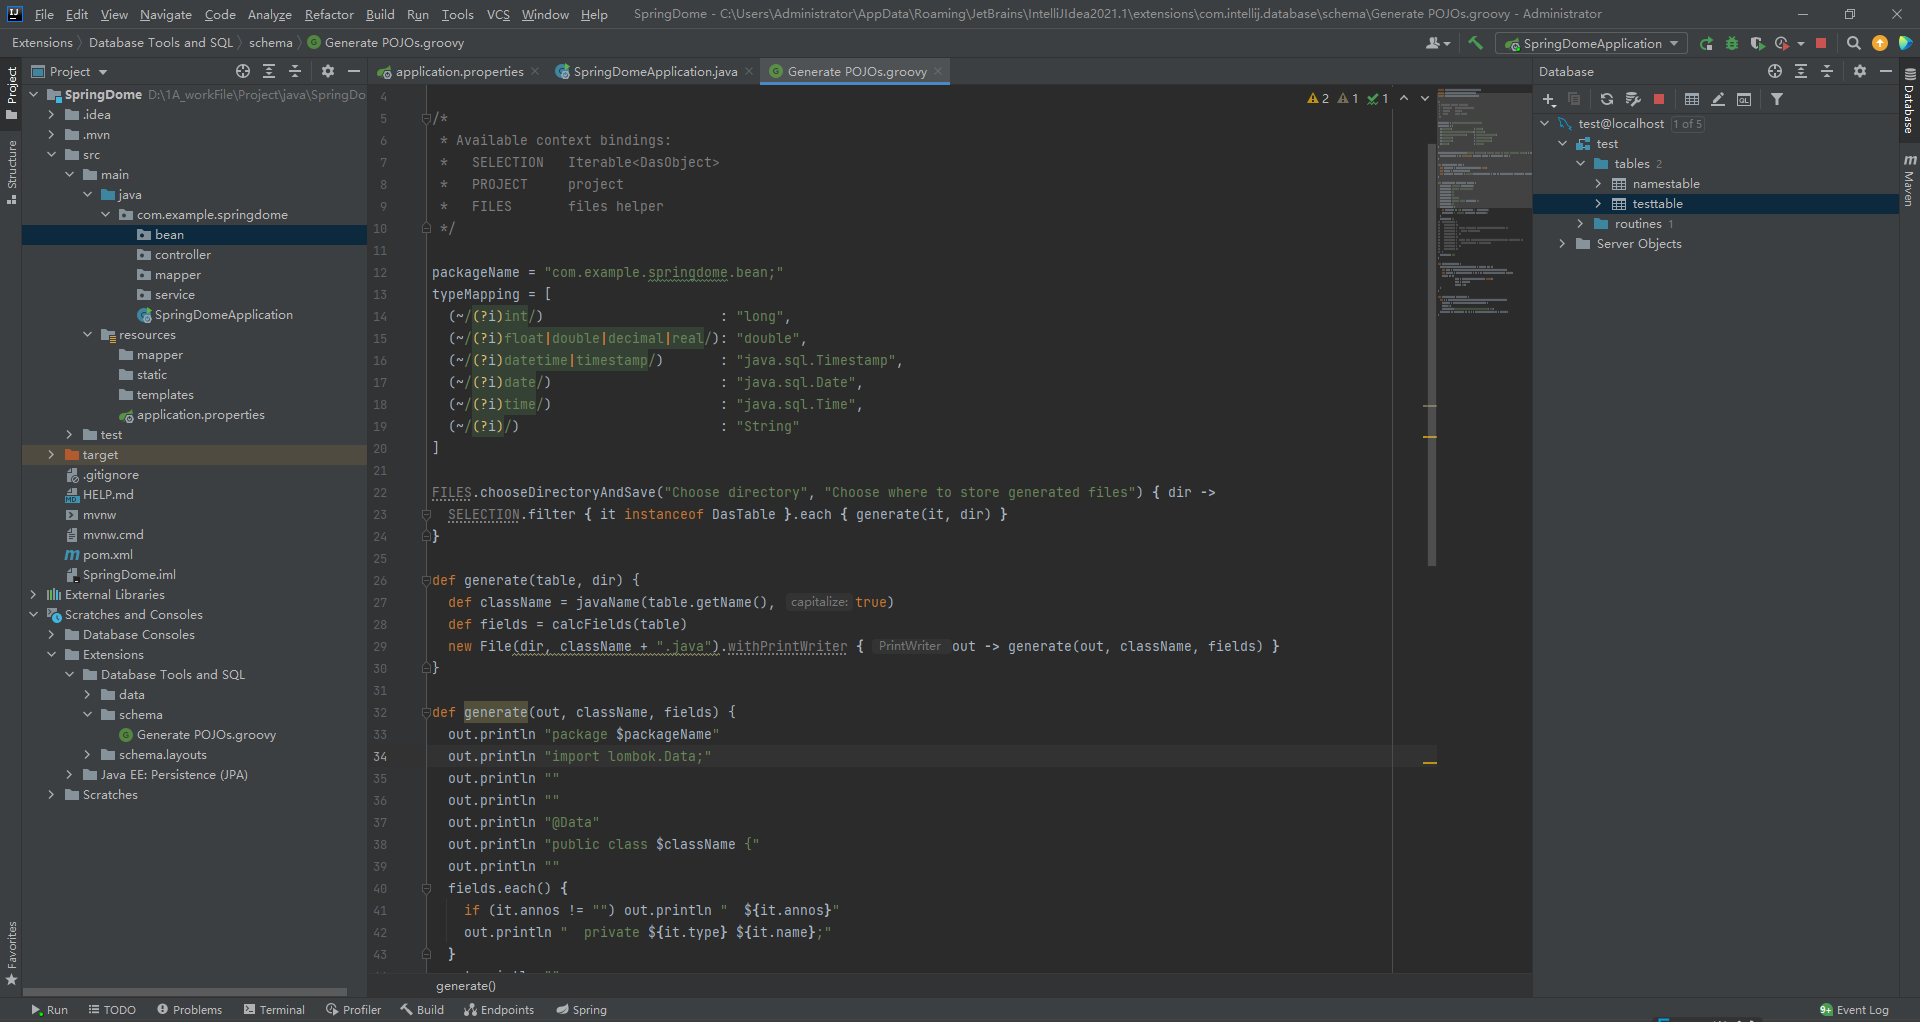 File Edit View Navigate Code Analyze Refactor Build Run Tools VCS Window Help SpringDome - C:\Users\Administrator\AppData\Roaming\JetBrains\IntelliJIdea2021.1\extensions\com.intellij.database\schema\Generate POJOs.groovy - Administrator
Extensions Database Tools and SQL schema Generate POJOs.groovy
SpringDomeApplication
Project
application.properties
SpringDomeApplication.java
Generate POJOs.groovy
Database
Project
Structure
Favorites
SpringDome D:\1A_workFile\Project\java\SpringDo
.idea
.mvn
src
main
java
com.example.springdome
bean
controller
mapper
service
SpringDomeApplication
resources
mapper
static
templates
application.properties
test
target
.gitignore
HELP.md
mvnw
mvnw.cmd
pom.xml
SpringDome.iml
External Libraries
Scratches and Consoles
Database Consoles
Extensions
Database Tools and SQL
data
schema
Generate POJOs.groovy
schema.layouts
Java EE: Persistence (JPA)
Scratches
2 1 1
4
5 /*
6 * Available context bindings:
7 *   SELECTION   Iterable<DasObject>
8 *   PROJECT     project
9 *   FILES       files helper
10 */
11
12 packageName = "com.example.springdome.bean;"
13 typeMapping = [
14 (~/(?i)int/)                      : "long",
15 (~/(?i)float|double|decimal|real/): "double",
16 (~/(?i)datetime|timestamp/)       : "java.sql.Timestamp",
17 (~/(?i)date/)                     : "java.sql.Date",
18 (~/(?i)time/)                     : "java.sql.Time",
19 (~/(?i)/)                         : "String"
20 ]
21
22 FILES.chooseDirectoryAndSave("Choose directory", "Choose where to store generated files") { dir ->
23 SELECTION.filter { it instanceof DasTable }.each { generate(it, dir) }
24 }
25
26 def generate(table, dir) {
27 def className = javaName(table.getName(), capitalize: true)
28 def fields = calcFields(table)
29 new File(dir, className + ".java").withPrintWriter { PrintWriter out -> generate(out, className, fields) }
30 }
31
32 def generate(out, className, fields) {
33 out.println "package $packageName"
34 out.println "import lombok.Data;"
35 out.println ""
36 out.println ""
37 out.println "@Data"
38 out.println "public class $className {"
39 out.println ""
40 fields.each() {
41 if (it.annos != "") out.println "  ${it.annos}"
42 out.println "  private ${it.type} ${it.name};"
43 }
generate()
test@localhost 1 of 5
test
tables 2
namestable
testtable
routines 1
Server Objects
Database
Maven
Run TODO Problems Terminal Profiler Build Endpoints Spring
9+ Event Log